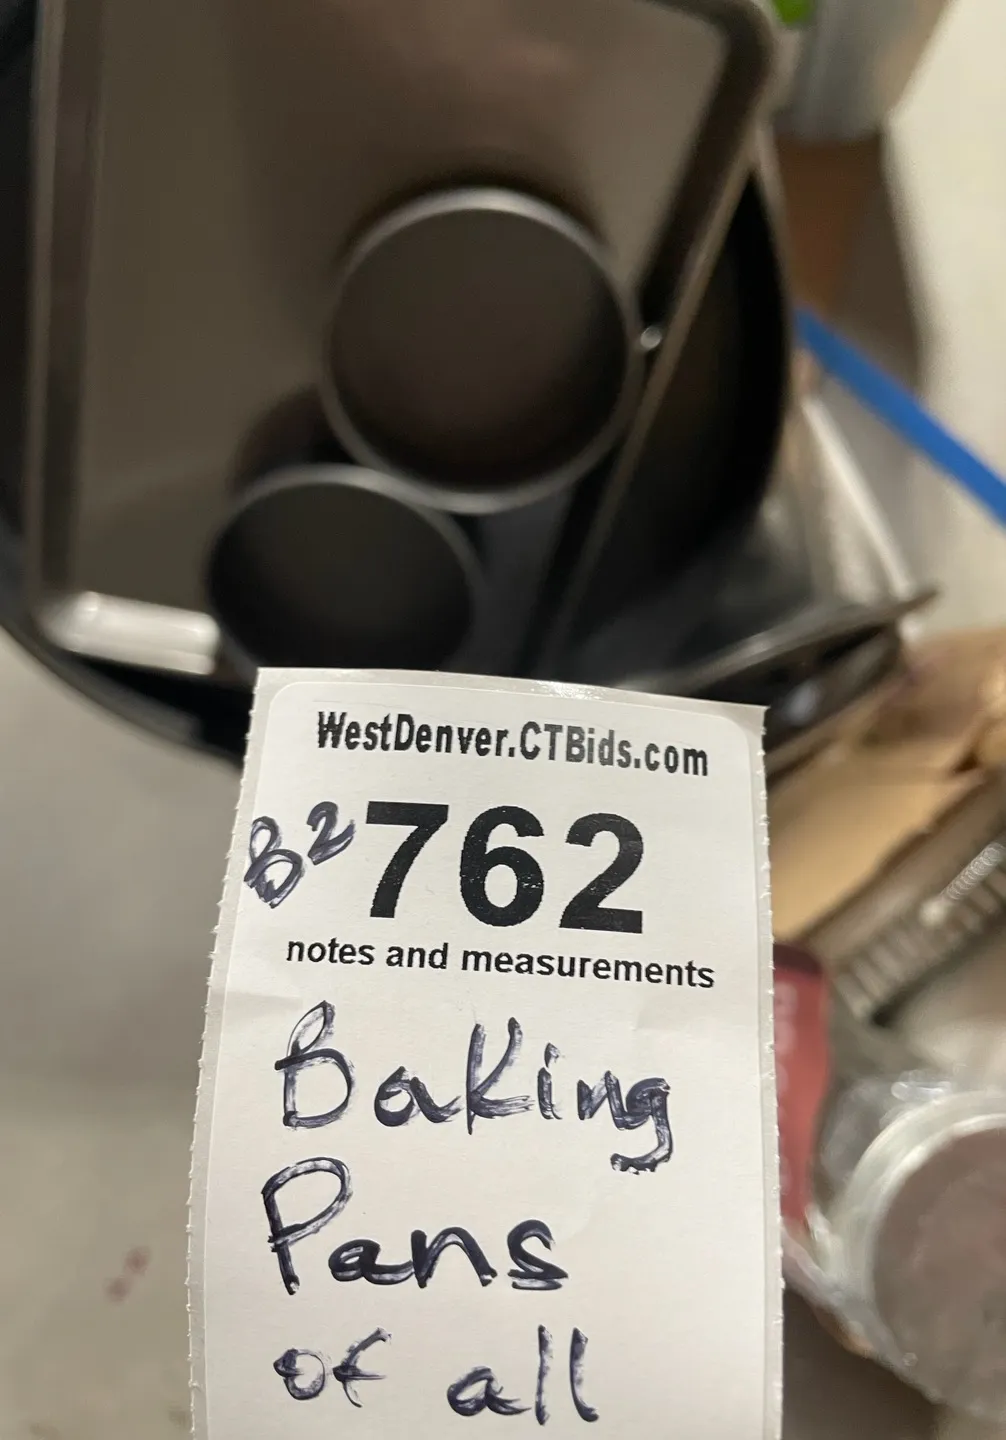 WestDenver.CTBids.com
B2 762
notes and measurements
Baking
Pans
of all